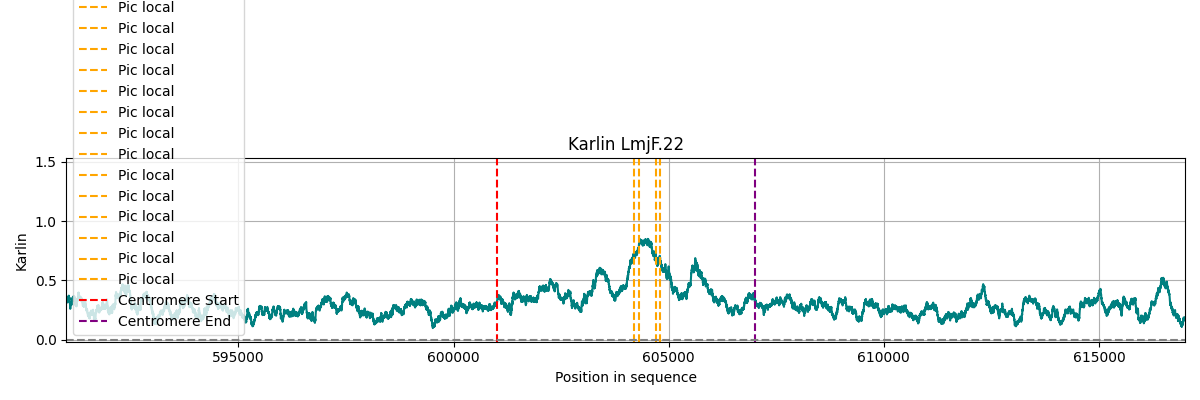 Pic local
Pic local
Pic local
Pic local
Pic local
Pic local
Pic local
Pic local
Pic local
Pic local
Pic local
Pic local
Pic local
Pic local
Centromere Start
Centromere End
Karlin LmjF.22
1.5
1.0
0.5
0.0
Karlin
595000
600000
605000
610000
615000
Position in sequence